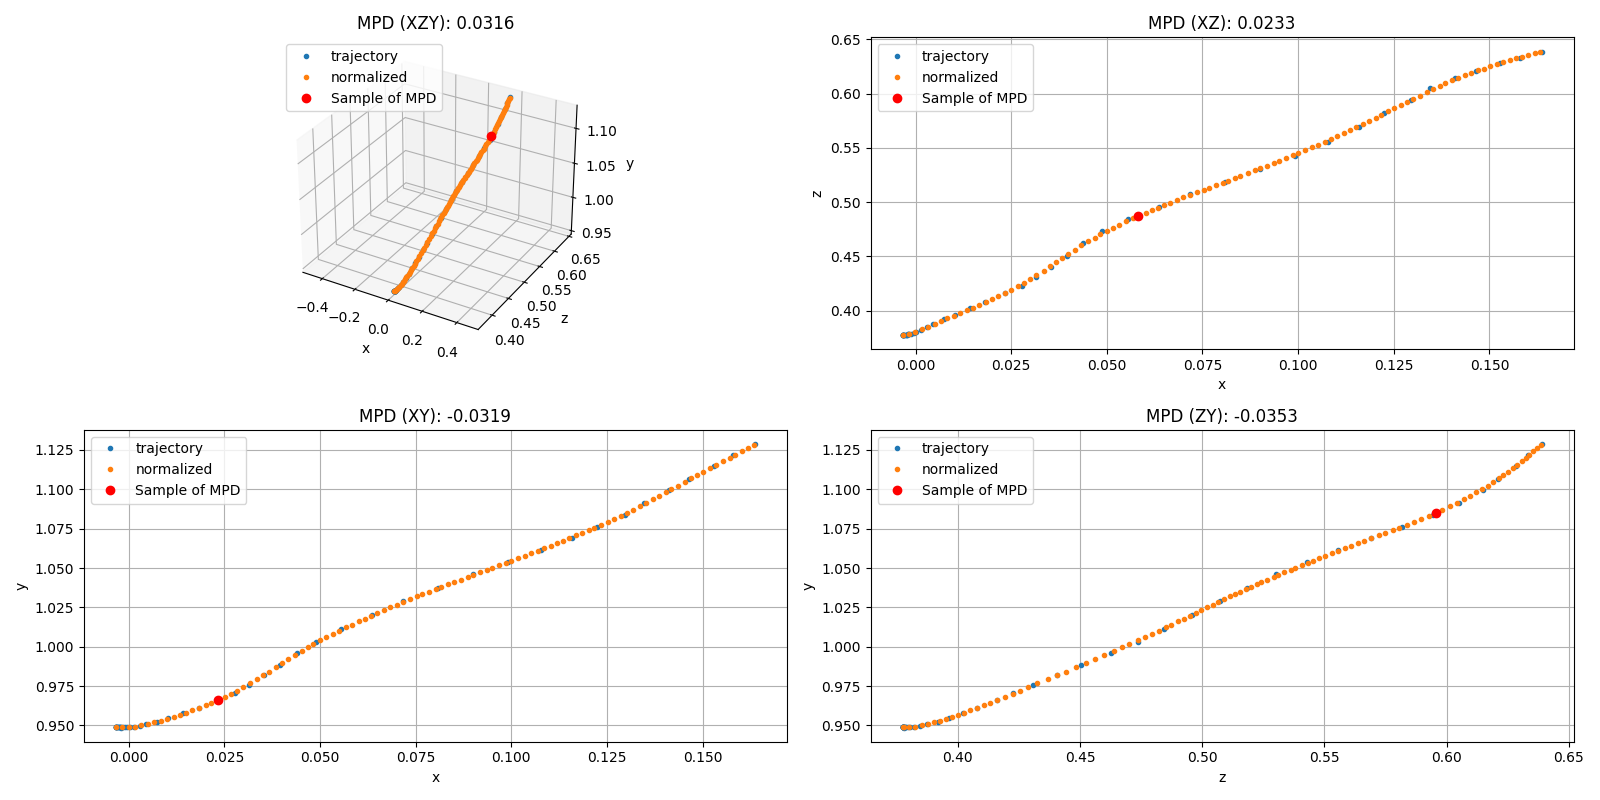 MPD (XZY): 0.0316
trajectory
normalized
Sample of MPD
1.10
1.05
1.00
0.95
y
0.65
0.60
0.55
0.50
0.45
0.40
z
−0.4
−0.2
0.0
0.2
0.4
x
MPD (XZ): 0.0233
trajectory
normalized
Sample of MPD
0.65
0.60
0.55
0.50
0.45
0.40
z
0.000 0.025 0.050 0.075 0.100 0.125 0.150
x
MPD (XY): -0.0319
trajectory
normalized
Sample of MPD
1.125
1.100
1.075
1.050
1.025
1.000
0.975
0.950
y
0.000 0.025 0.050 0.075 0.100 0.125 0.150
x
MPD (ZY): -0.0353
trajectory
normalized
Sample of MPD
1.125
1.100
1.075
1.050
1.025
1.000
0.975
0.950
y
0.40 0.45 0.50 0.55 0.60 0.65
z